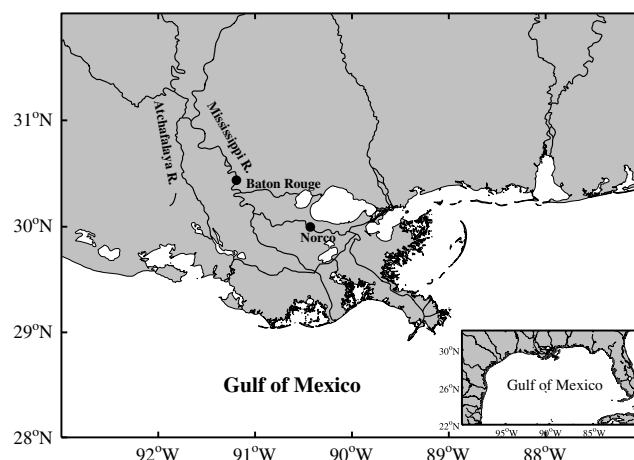 31°N
30°N
29°N
28°N
Atchafalaya R.
Mississippi R.
Baton Rouge
Norco
Gulf of Mexico
92°W 91°W 90°W 89°W 88°W
30°N
26°N
22°N
Gulf of Mexico
95°W 90°W 85°W